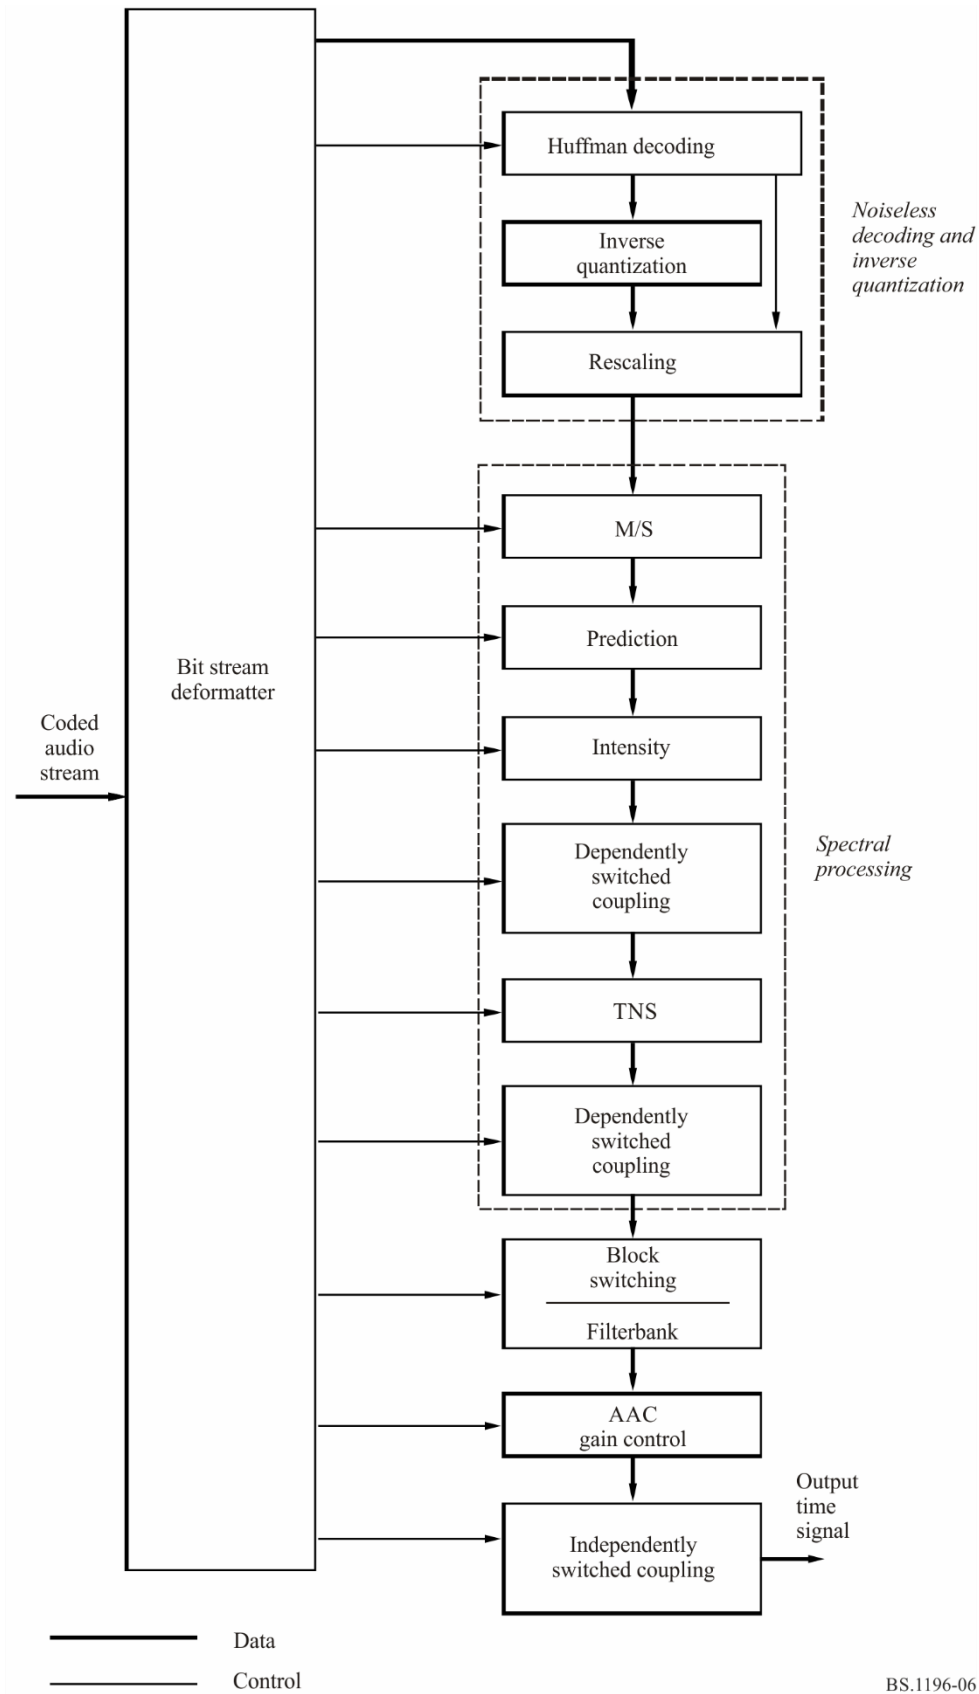 Huffman decoding
Noiseless
decoding and
inverse
quantization
Inverse
quantization
Rescaling
M/S
Prediction
Bit stream
deformatter
Coded
audio
stream
Intensity
Dependently
switched
coupling
Spectral
processing
TNS
Dependently
switched
coupling
Block
switching
Filterbank
AAC
gain control
Output
time
signal
Independently
switched coupling
Data
Control
BS.1196-06